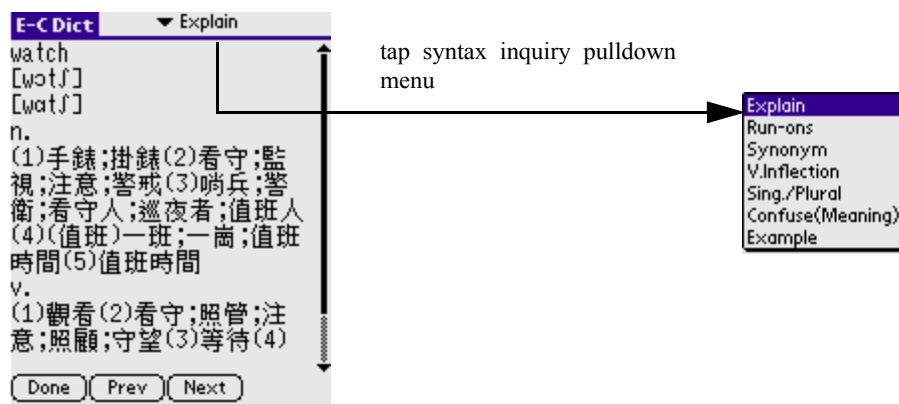 E-C Dict ▼ Explain
watch
[wɔtʃ]
[wɑtʃ]
n.
(1)手錶;掛錶(2)看守;監
視;注意;警戒(3)哨兵;警
衛;看守人;巡夜者;值班人
(4)(值班)一班;一崗;值班
時間(5)值班時間
v.
(1)觀看(2)看守;照管;注
意;照顧;守望(3)等待(4)
Done Prev Next
tap syntax inquiry pulldown
menu
Explain
Run-ons
Synonym
V.Inflection
Sing./Plural
Confuse(Meaning)
Example